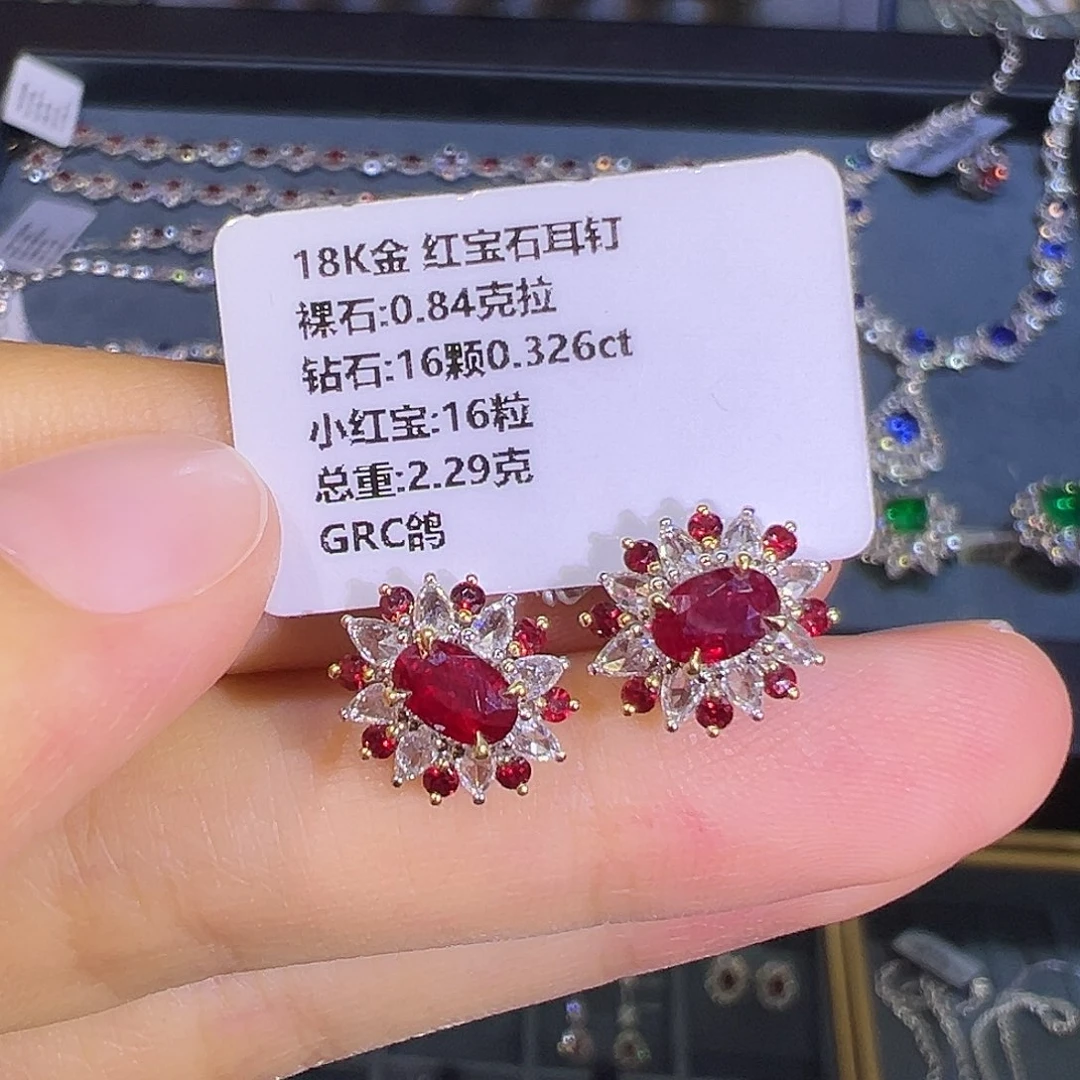 18K金 红宝石耳钉
裸石:0.84克拉
钻石:16颗0.326ct
小红宝:16粒
总重:2.29克
GRC鸽